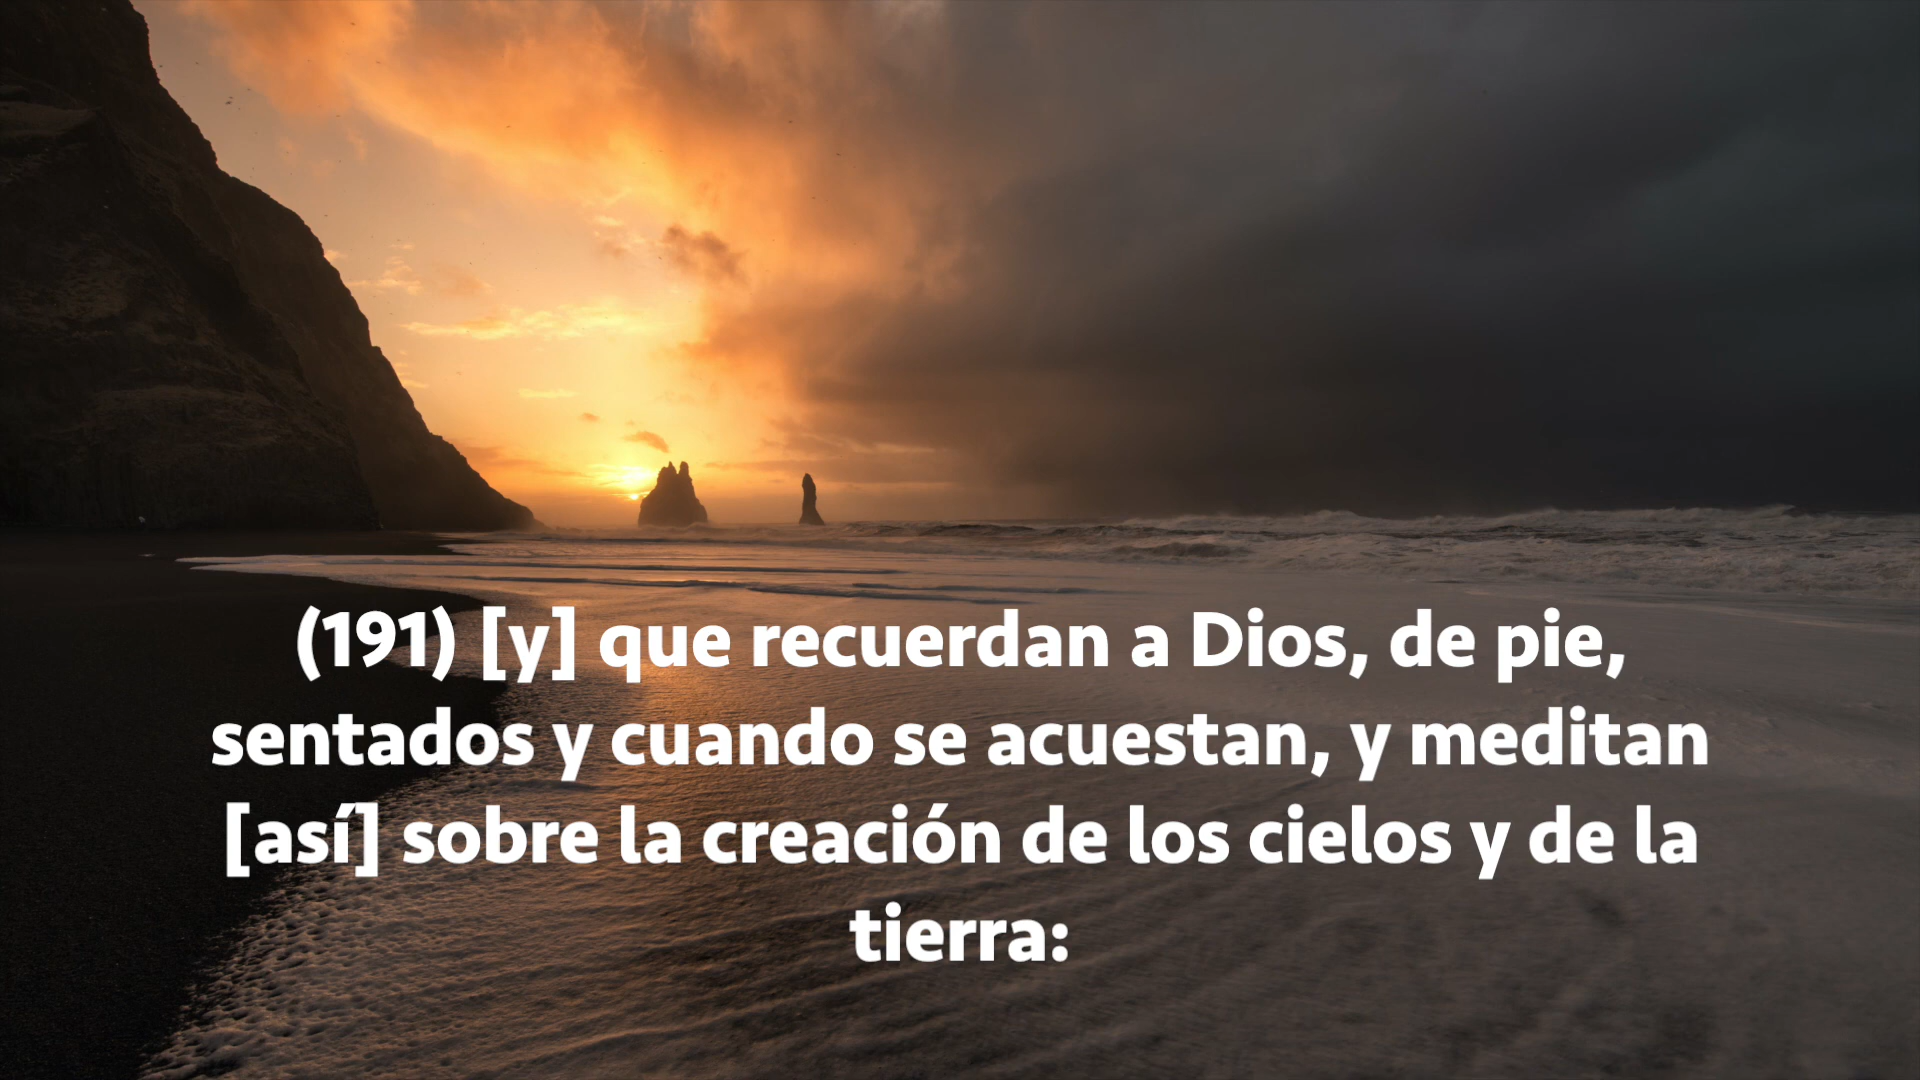 (191) [y] que recuerdan a Dios, de pie,
sentados y cuando se acuestan, y meditan
[así] sobre la creación de los cielos y de la
tierra: